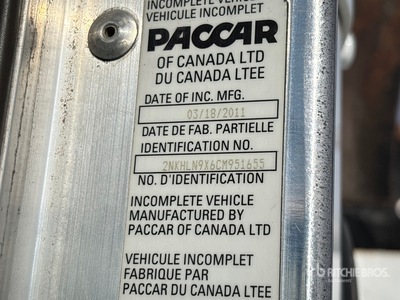 INCOMPLETE VEHICLE
VEHICULE INCOMPLET
PACCAR
OF CANADA LTD
DU CANADA LTEE
DATE OF INC. MFG.
03/18/2011
DATE DE FAB. PARTIELLE
IDENTIFICATION NO.
2NKHLN9X6CM951655
NO. D'IDENTIFICATION
INCOMPLETE VEHICLE
MANUFACTURED BY
PACCAR OF CANADA LTD
VEHICULE INCOMPLET
FABRIQUE PAR
PACCAR DU CANADA LTEE
RITCHIE BROS.